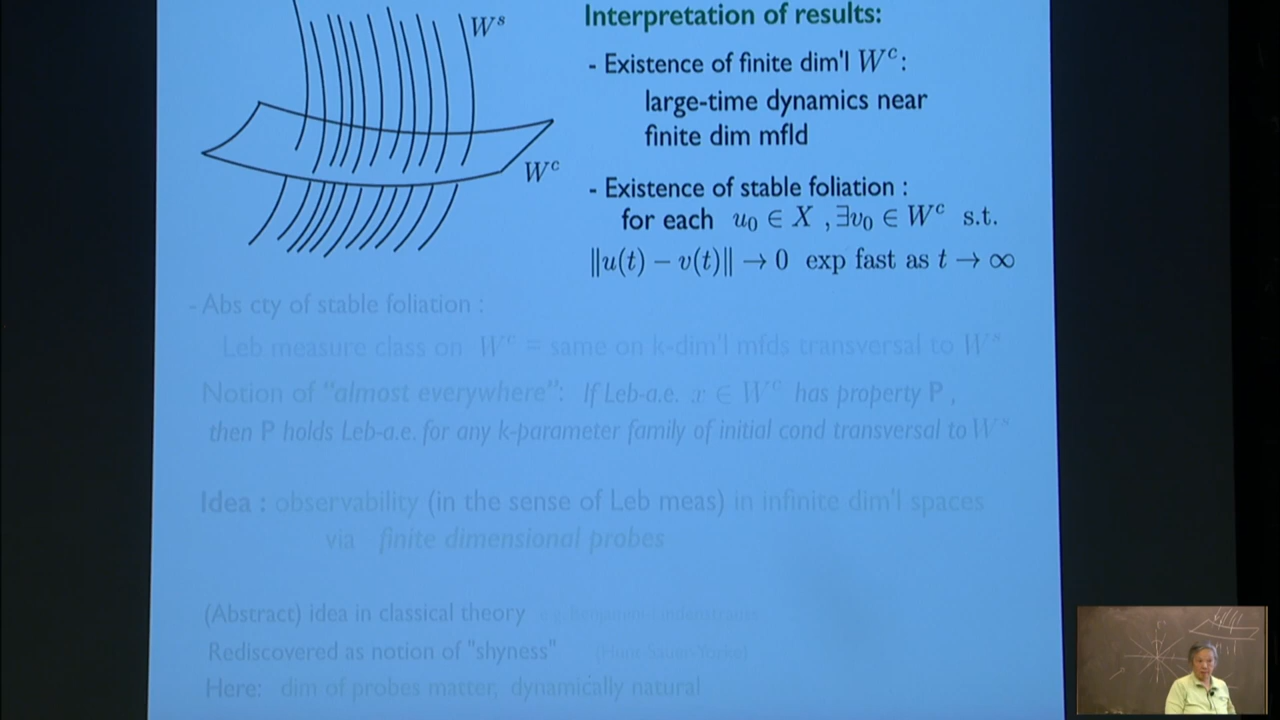 W^s
W^c
Interpretation of results:
- Existence of finite dim'l W^c:
large-time dynamics near
finite dim mfld
- Existence of stable foliation :
for each u_0 ∈ X , ∃v_0 ∈ W^c s.t.
‖u(t) − v(t)‖ → 0 exp fast as t → ∞
- Abs cty of stable foliation :
Leb measure class on W^c = same on k-dim'l mfds transversal to W^s
Notion of "almost everywhere": If Leb-a.e. x ∈ W^c has property P ,
then P holds Leb-a.e. for any k-parameter family of initial cond transversal to W^s
Idea : observability (in the sense of Leb meas) in infinite dim'l spaces
via finite dimensional probes
(Abstract) idea in classical theory
Rediscovered as notion of "shyness" (Hunt-Sauer-Yorke)
Here: dim of probes matter, dynamically natural